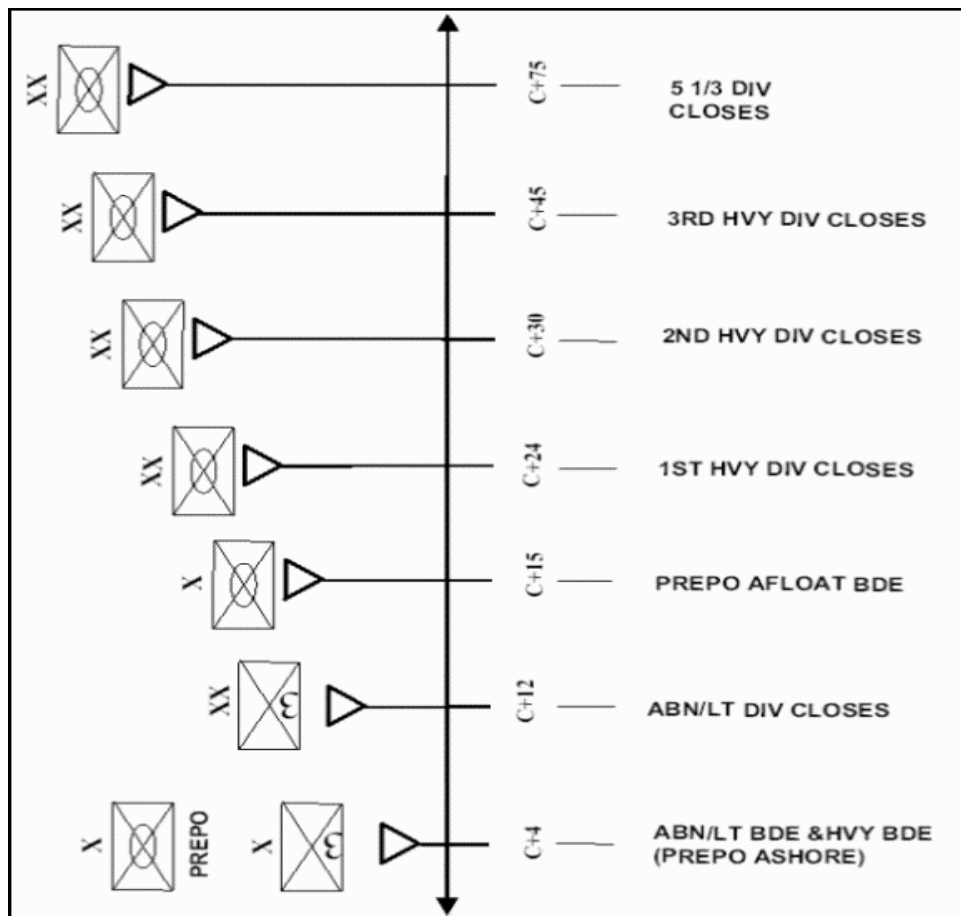 XX
C+75
5 1/3 DIV
CLOSES
XX
C+45
3RD HVY DIV CLOSES
XX
C+30
2ND HVY DIV CLOSES
XX
C+24
1ST HVY DIV CLOSES
X
C+15
PREPO AFLOAT BDE
XX
C+12
ABN/LT DIV CLOSES
X
PREPO
X
C+4
ABN/LT BDE &HVY BDE
(PREPO ASHORE)